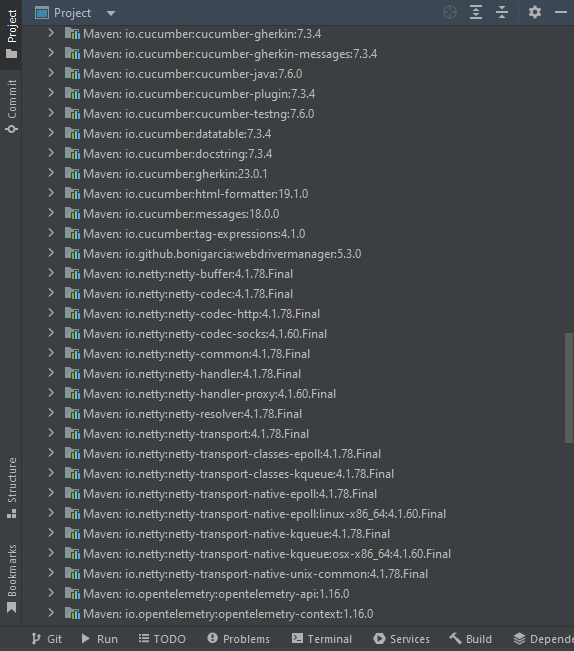 Project
Project
Commit
Structure
Bookmarks
Maven: io.cucumber:cucumber-gherkin:7.3.4
Maven: io.cucumber:cucumber-gherkin-messages:7.3.4
Maven: io.cucumber:cucumber-java:7.6.0
Maven: io.cucumber:cucumber-plugin:7.3.4
Maven: io.cucumber:cucumber-testng:7.6.0
Maven: io.cucumber:datatable:7.3.4
Maven: io.cucumber:docstring:7.3.4
Maven: io.cucumber:gherkin:23.0.1
Maven: io.cucumber:html-formatter:19.1.0
Maven: io.cucumber:messages:18.0.0
Maven: io.cucumber:tag-expressions:4.1.0
Maven: io.github.bonigarcia:webdrivermanager:5.3.0
Maven: io.netty:netty-buffer:4.1.78.Final
Maven: io.netty:netty-codec:4.1.78.Final
Maven: io.netty:netty-codec-http:4.1.78.Final
Maven: io.netty:netty-codec-socks:4.1.60.Final
Maven: io.netty:netty-common:4.1.78.Final
Maven: io.netty:netty-handler:4.1.78.Final
Maven: io.netty:netty-handler-proxy:4.1.60.Final
Maven: io.netty:netty-resolver:4.1.78.Final
Maven: io.netty:netty-transport:4.1.78.Final
Maven: io.netty:netty-transport-classes-epoll:4.1.78.Final
Maven: io.netty:netty-transport-classes-kqueue:4.1.78.Final
Maven: io.netty:netty-transport-native-epoll:4.1.78.Final
Maven: io.netty:netty-transport-native-epoll:linux-x86_64:4.1.60.Final
Maven: io.netty:netty-transport-native-kqueue:4.1.78.Final
Maven: io.netty:netty-transport-native-kqueue:osx-x86_64:4.1.60.Final
Maven: io.netty:netty-transport-native-unix-common:4.1.78.Final
Maven: io.opentelemetry:opentelemetry-api:1.16.0
Maven: io.opentelemetry:opentelemetry-context:1.16.0
Git Run TODO Problems Terminal Services Build Depende